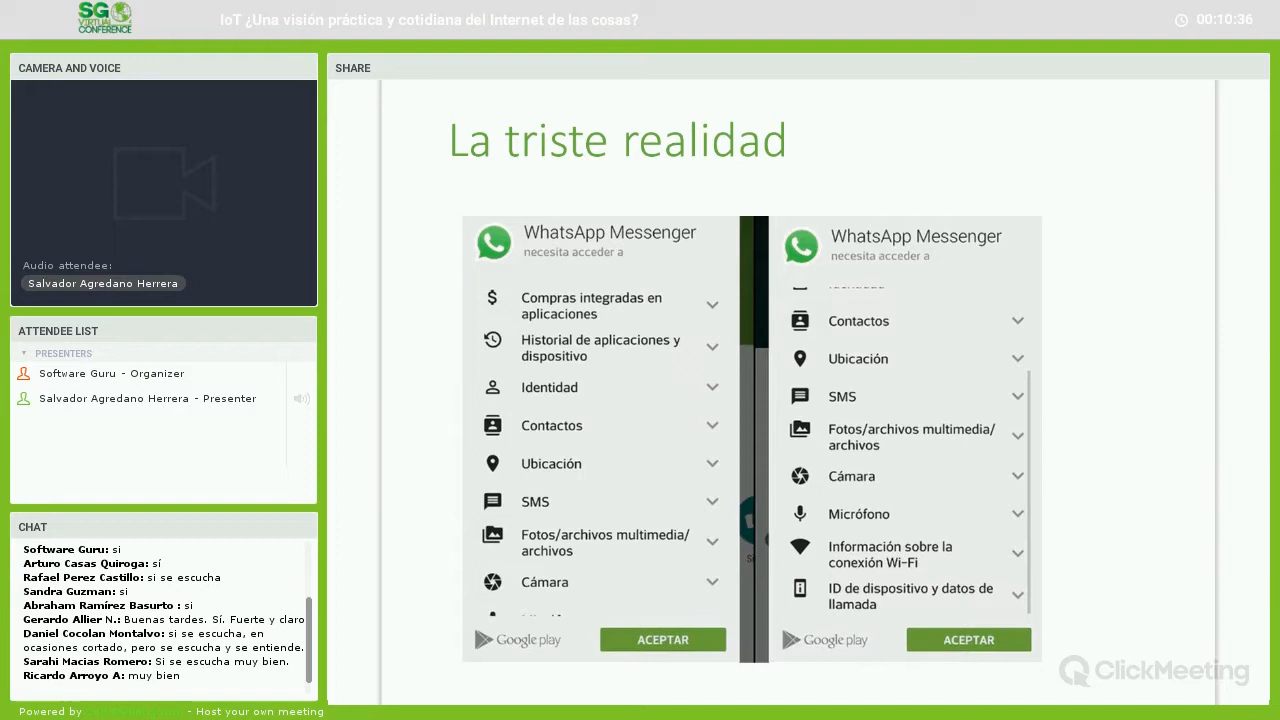 SG
VIRTUAL
CONFERENCE
IoT ¿Una visión práctica y cotidiana del Internet de las cosas?
00:10:36
CAMERA AND VOICE
Audio attendee:
Salvador Agredano Herrera
ATTENDEE LIST
PRESENTERS
Software Guru - Organizer
Salvador Agredano Herrera - Presenter
CHAT
Software Guru: si
Arturo Casas Quiroga: sí
Rafael Perez Castillo: si se escucha
Sandra Guzman: si
Abraham Ramírez Basurto : si
Gerardo Allier N.: Buenas tardes. Sí. Fuerte y claro
Daniel Cocolan Montalvo: si se escucha, en
ocasiones cortado, pero se escucha y se entiende.
Sarahi Macias Romero: Si se escucha muy bien.
Ricardo Arroyo A: muy bien
Powered by
- Host your own meeting
SHARE
La triste realidad
WhatsApp Messenger
necesita acceder a
Compras integradas en
aplicaciones
Historial de aplicaciones y
dispositivo
Identidad
Contactos
Ubicación
SMS
Fotos/archivos multimedia/
archivos
Cámara
Google play
ACEPTAR
WhatsApp Messenger
necesita acceder a
Contactos
Ubicación
SMS
Fotos/archivos multimedia/
archivos
Cámara
Micrófono
Información sobre la
conexión Wi-Fi
ID de dispositivo y datos de
llamada
Google play
ACEPTAR
ClickMeeting